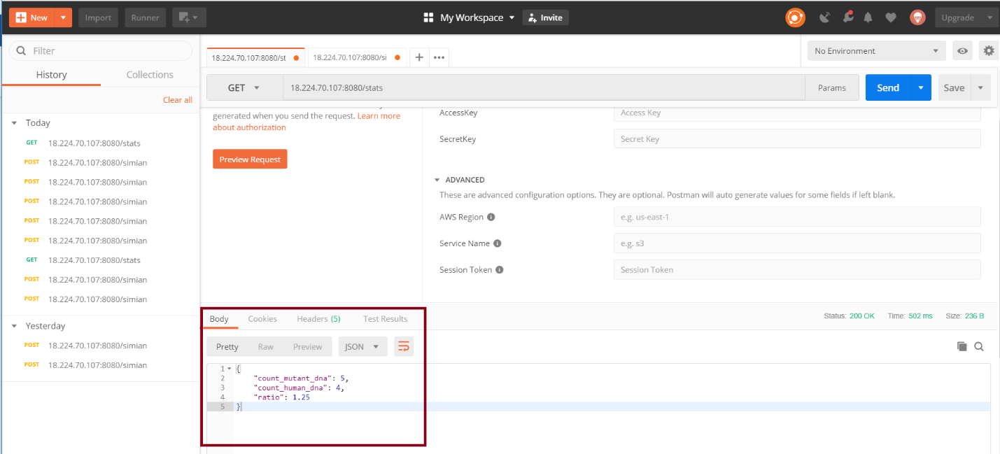 New
Import
Runner
My Workspace
Invite
Upgrade
Filter
History
Collections
Clear all
Today
GET 18.224.70.107:8080/stats
POST 18.224.70.107:8080/simian
POST 18.224.70.107:8080/simian
POST 18.224.70.107:8080/simian
POST 18.224.70.107:8080/simian
POST 18.224.70.107:8080/simian
GET 18.224.70.107:8080/stats
POST 18.224.70.107:8080/simian
POST 18.224.70.107:8080/simian
Yesterday
POST 18.224.70.107:8080/simian
POST 18.224.70.107:8080/simian
18.224.70.107:8080/st
18.224.70.107:8080/si
No Environment
GET
18.224.70.107:8080/stats
Params
Send
Save
generated when you send the request. Learn more
about authorization
Preview Request
AccessKey
Access Key
SecretKey
Secret Key
ADVANCED
These are advanced configuration options. They are optional. Postman will auto generate values for some fields if left blank.
AWS Region
e.g. us-east-1
Service Name
e.g. s3
Session Token
Session Token
Body
Cookies
Headers (5)
Test Results
Status: 200 OK
Time: 502 ms
Size: 236 B
Pretty
Raw
Preview
JSON
1 {
2 "count_mutant_dna": 5,
3 "count_human_dna": 4,
4 "ratio": 1.25
5 }